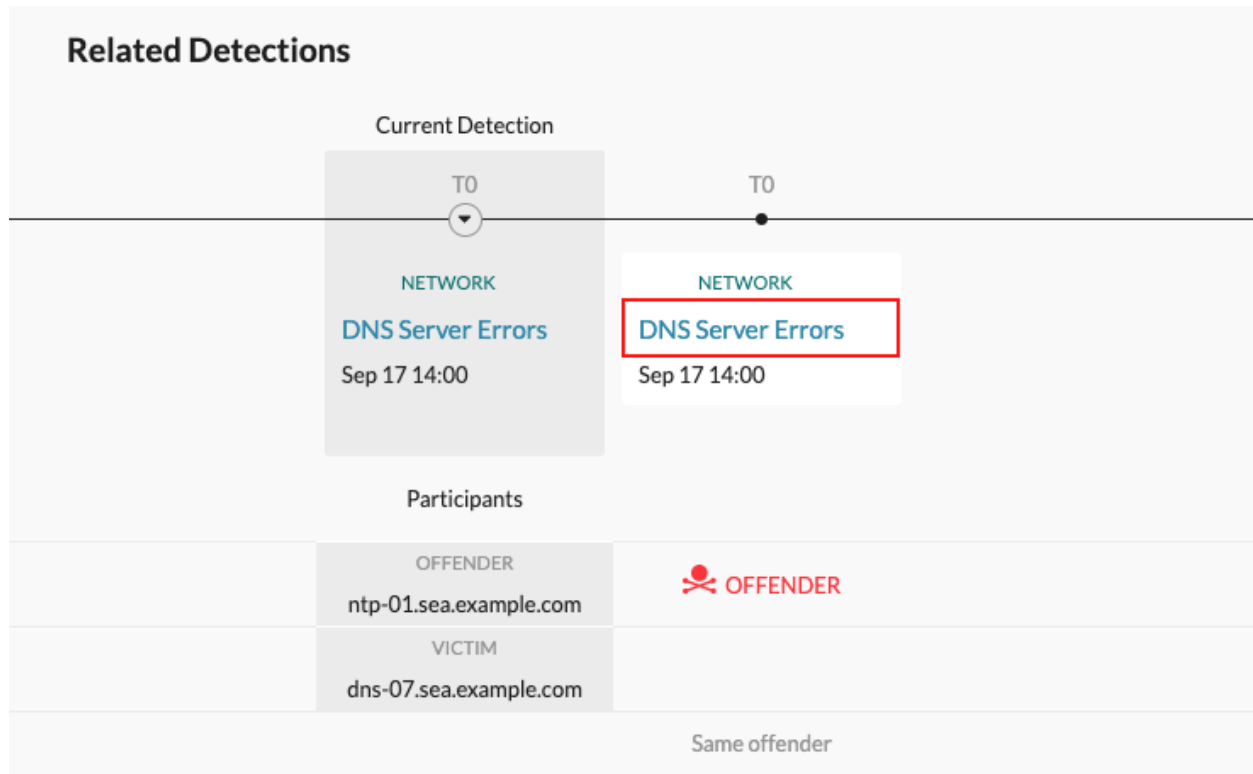 Related Detections
Current Detection
T0 T0
NETWORK NETWORK
DNS Server Errors DNS Server Errors
Sep 17 14:00 Sep 17 14:00
Participants
OFFENDER
ntp-01.sea.example.com OFFENDER
VICTIM
dns-07.sea.example.com
Same offender